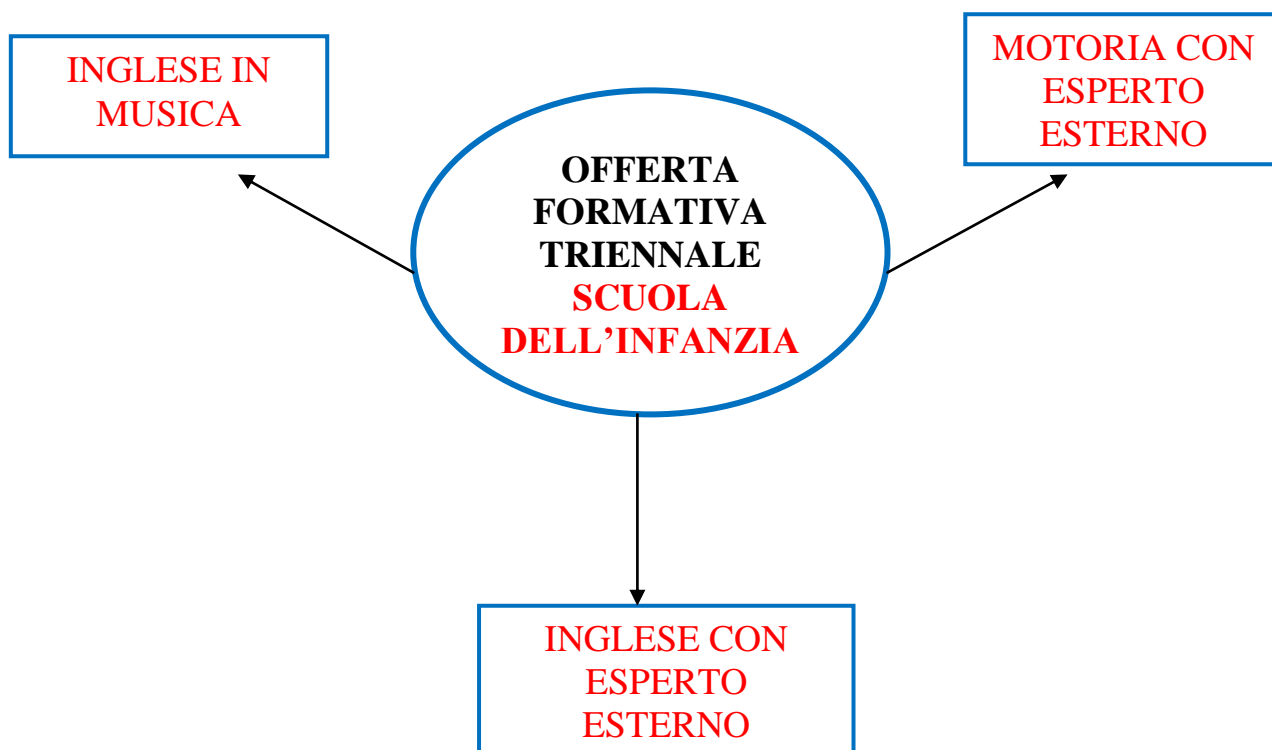 INGLESE IN
MUSICA
MOTORIA CON
ESPERTO
ESTERNO
OFFERTA
FORMATIVA
TRIENNALE
SCUOLA
DELL’INFANZIA
INGLESE CON
ESPERTO
ESTERNO